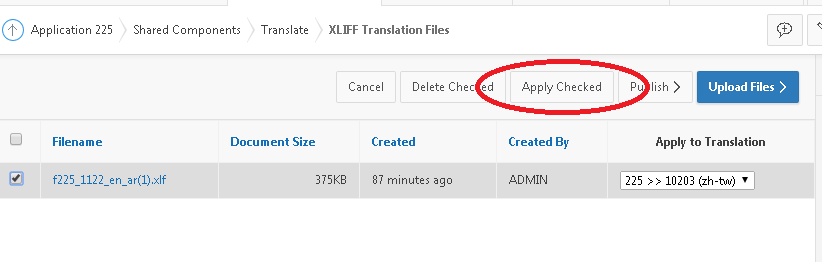 Application 225 Shared Components Translate XLIFF Translation Files
Cancel Delete Checked Apply Checked Publish Upload Files
Filename Document Size Created Created By Apply to Translation
f225_1122_en_ar(1).xlf 375KB 87 minutes ago ADMIN 225 >> 10203 (zh-tw)